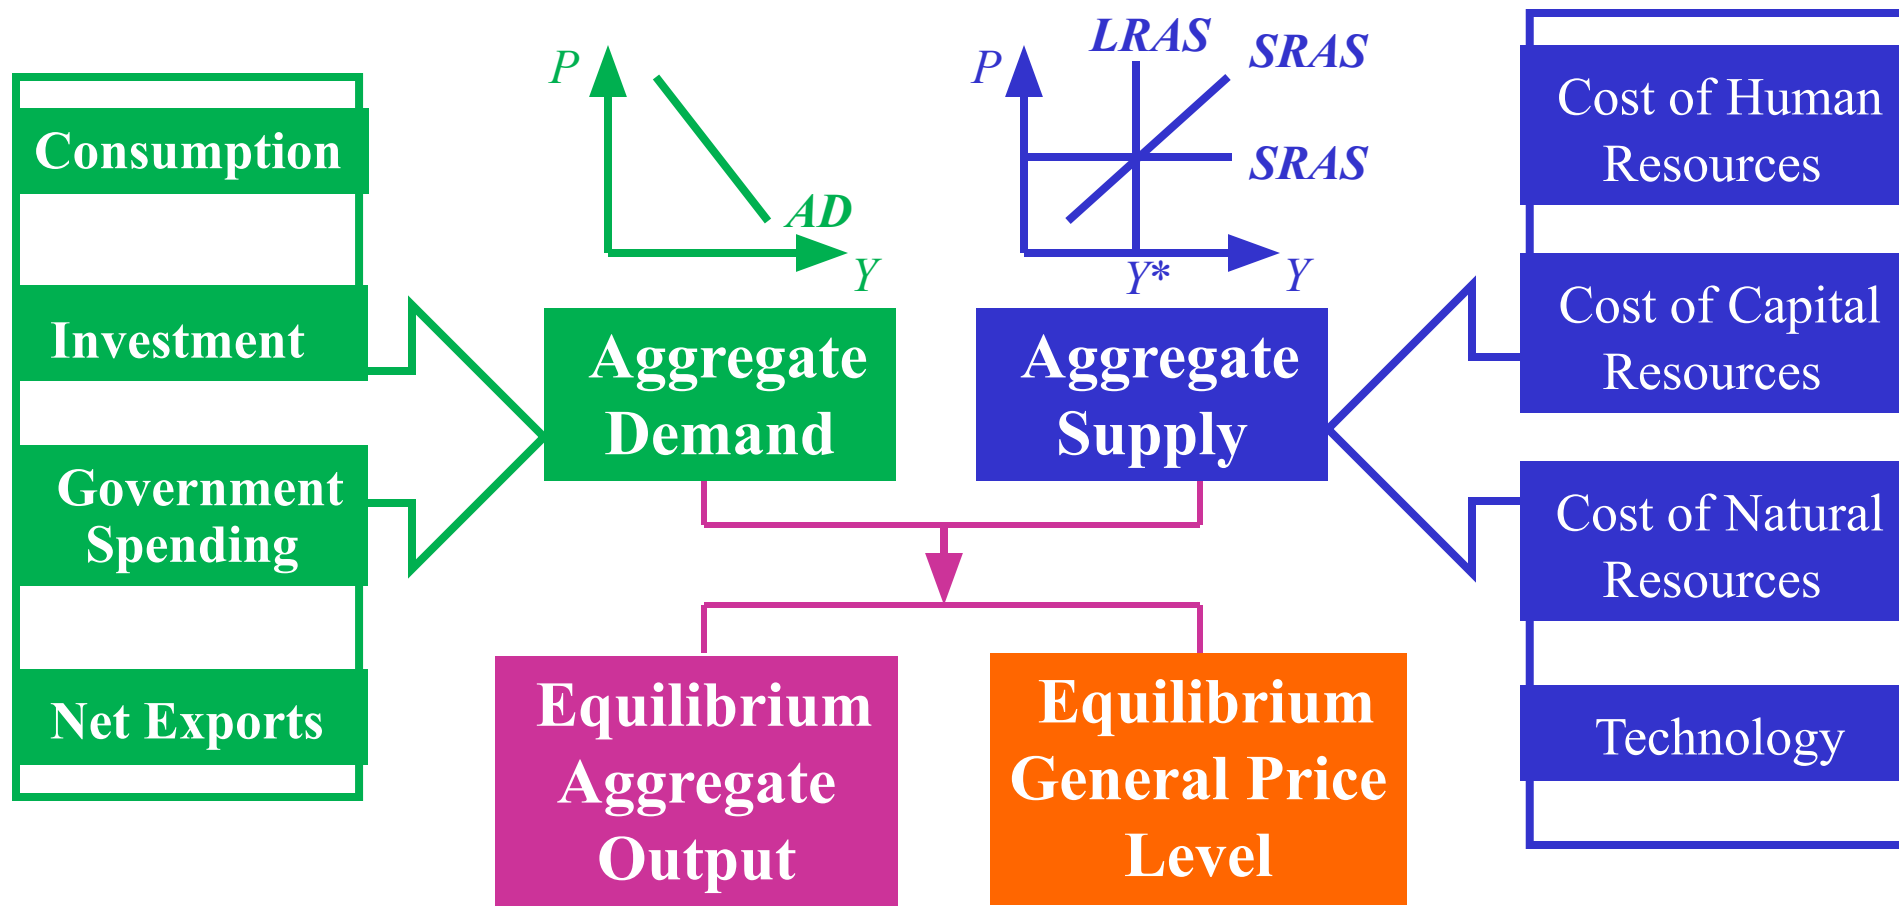 Consumption
Investment
Government
Spending
Net Exports
P
AD
Y
Aggregate
Demand
LRAS
SRAS
P
SRAS
Y*
Y
Aggregate
Supply
Cost of Human
Resources
Cost of Capital
Resources
Cost of Natural
Resources
Technology
Equilibrium
Aggregate
Output
Equilibrium
General Price
Level